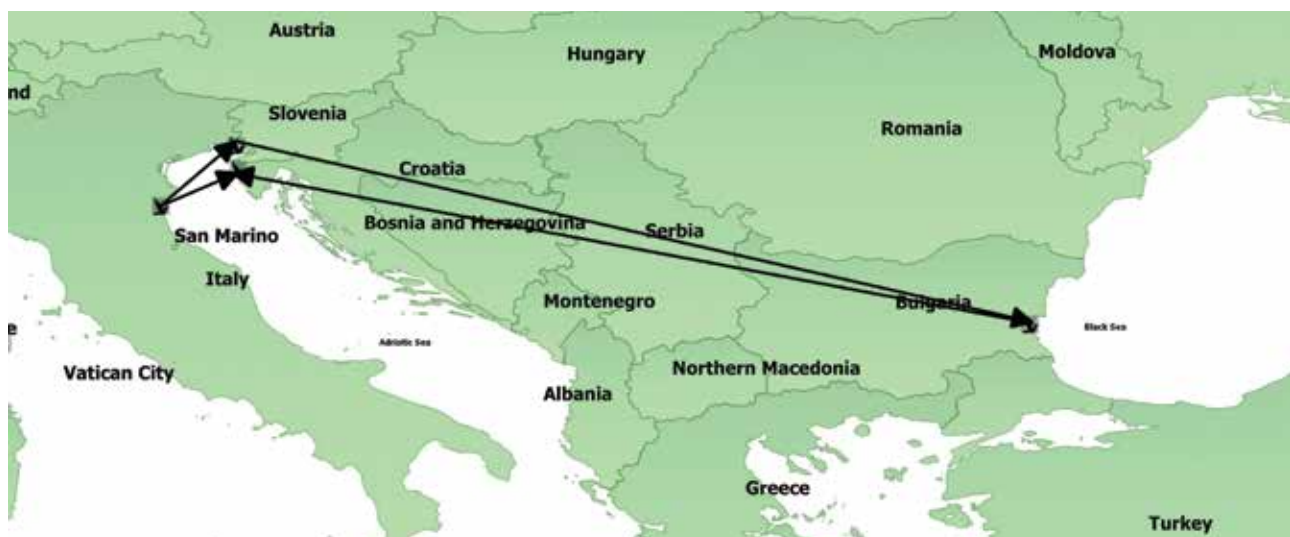 Austria
Hungary
Moldova
nd
Slovenia
Romania
Croatia
Bosnia and Herzegovina
San Marino
Serbia
Italy
Montenegro
Bulgaria
Black Sea
e
Adriatic Sea
Vatican City
Northern Macedonia
Albania
Greece
Turkey